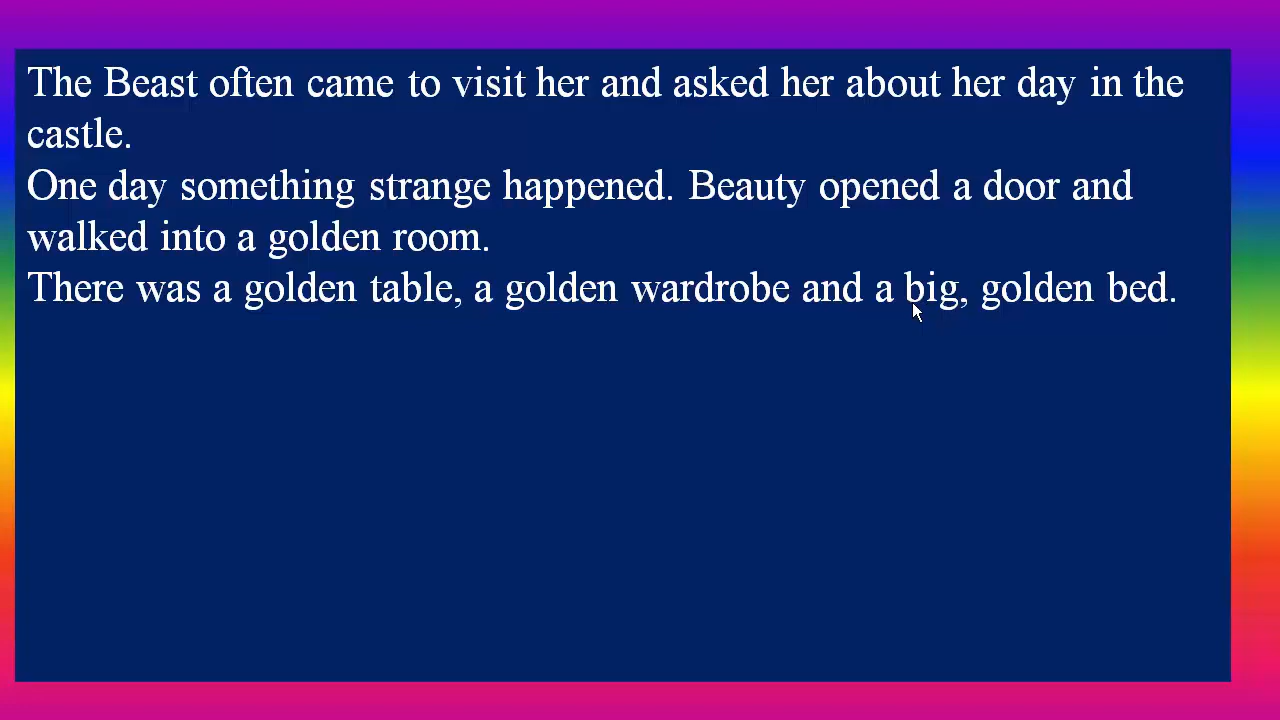 The Beast often came to visit her and asked her about her day in the
castle.
One day something strange happened. Beauty opened a door and
walked into a golden room.
There was a golden table, a golden wardrobe and a big, golden bed.